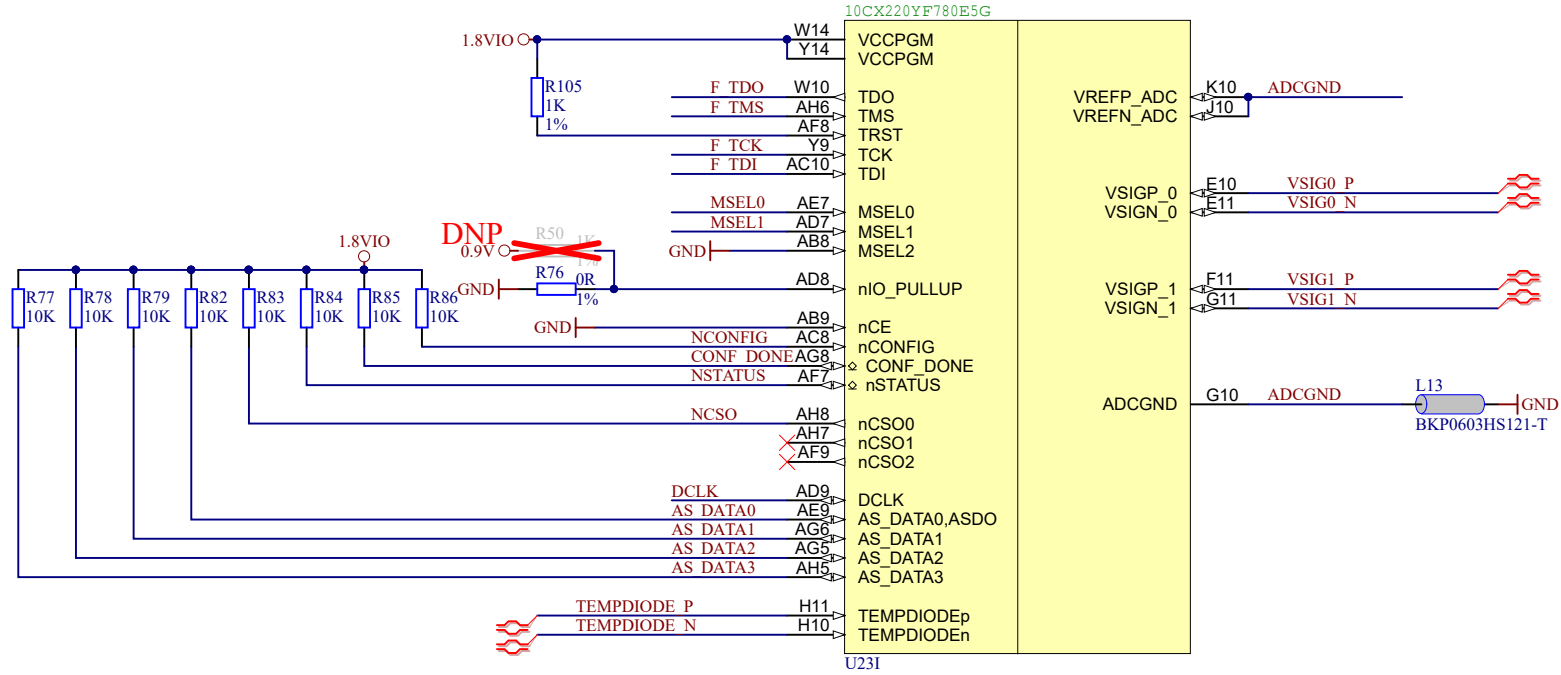 10CX220YF780E5G
1.8VIO
W14
VCCPGM
Y14
VCCPGM
R105
1K
1%
F_TDO
W10
TDO
F_TMS
AH6
TMS
AF8
TRST
F_TCK
Y9
TCK
F_TDI
AC10
TDI
K10
VREFP_ADC
ADCGND
J10
VREFN_ADC
MSEL0
AE7
MSEL0
MSEL1
AD7
MSEL1
GND
AB8
MSEL2
VSIGP_0
E10
VSIG0_P
VSIGN_0
E11
VSIG0_N
DNP
R50
1K
1%
0.9V
GND
R76
0R
1%
AD8
nIO_PULLUP
VSIGP_1
F11
VSIG1_P
VSIGN_1
G11
VSIG1_N
1.8VIO
R77
10K
R78
10K
R79
10K
R82
10K
R83
10K
R84
10K
R85
10K
R86
10K
GND
AB9
nCE
NCONFIG
AC8
nCONFIG
CONF_DONE
AG8
CONF_DONE
NSTATUS
AF7
nSTATUS
NCSO
AH8
nCSO0
AH7
nCSO1
AF9
nCSO2
ADCGND
G10
ADCGND
L13
GND
BKP0603HS121-T
DCLK
AD9
DCLK
AS_DATA0
AE9
AS_DATA0,ASDO
AS_DATA1
AG6
AS_DATA1
AS_DATA2
AG5
AS_DATA2
AS_DATA3
AH5
AS_DATA3
TEMPDIODE_P
H11
TEMPDIODEp
TEMPDIODE_N
H10
TEMPDIODEn
U23I